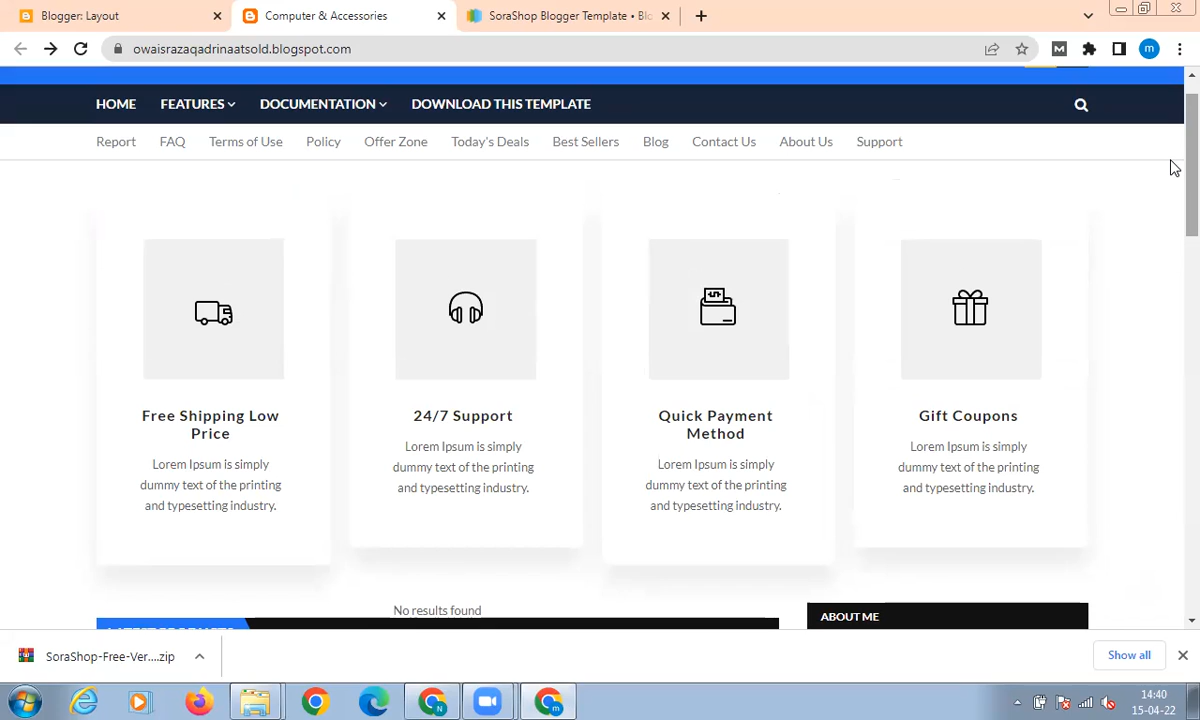 Blogger: Layout
Computer & Accessories
SoraShop Blogger Template • Blo
owaisrazaqadrinaatsold.blogspot.com
M
m
HOME FEATURES DOCUMENTATION DOWNLOAD THIS TEMPLATE
Report FAQ Terms of Use Policy Offer Zone Today's Deals Best Sellers Blog Contact Us About Us Support
Free Shipping Low
Price
Lorem Ipsum is simply
dummy text of the printing
and typesetting industry.
24/7 Support
Lorem Ipsum is simply
dummy text of the printing
and typesetting industry.
Quick Payment
Method
Lorem Ipsum is simply
dummy text of the printing
and typesetting industry.
Gift Coupons
Lorem Ipsum is simply
dummy text of the printing
and typesetting industry.
No results found
LATEST PRODUCTS
ABOUT ME
SoraShop-Free-Ver....zip
Show all
N
m
14:40
15-04-22